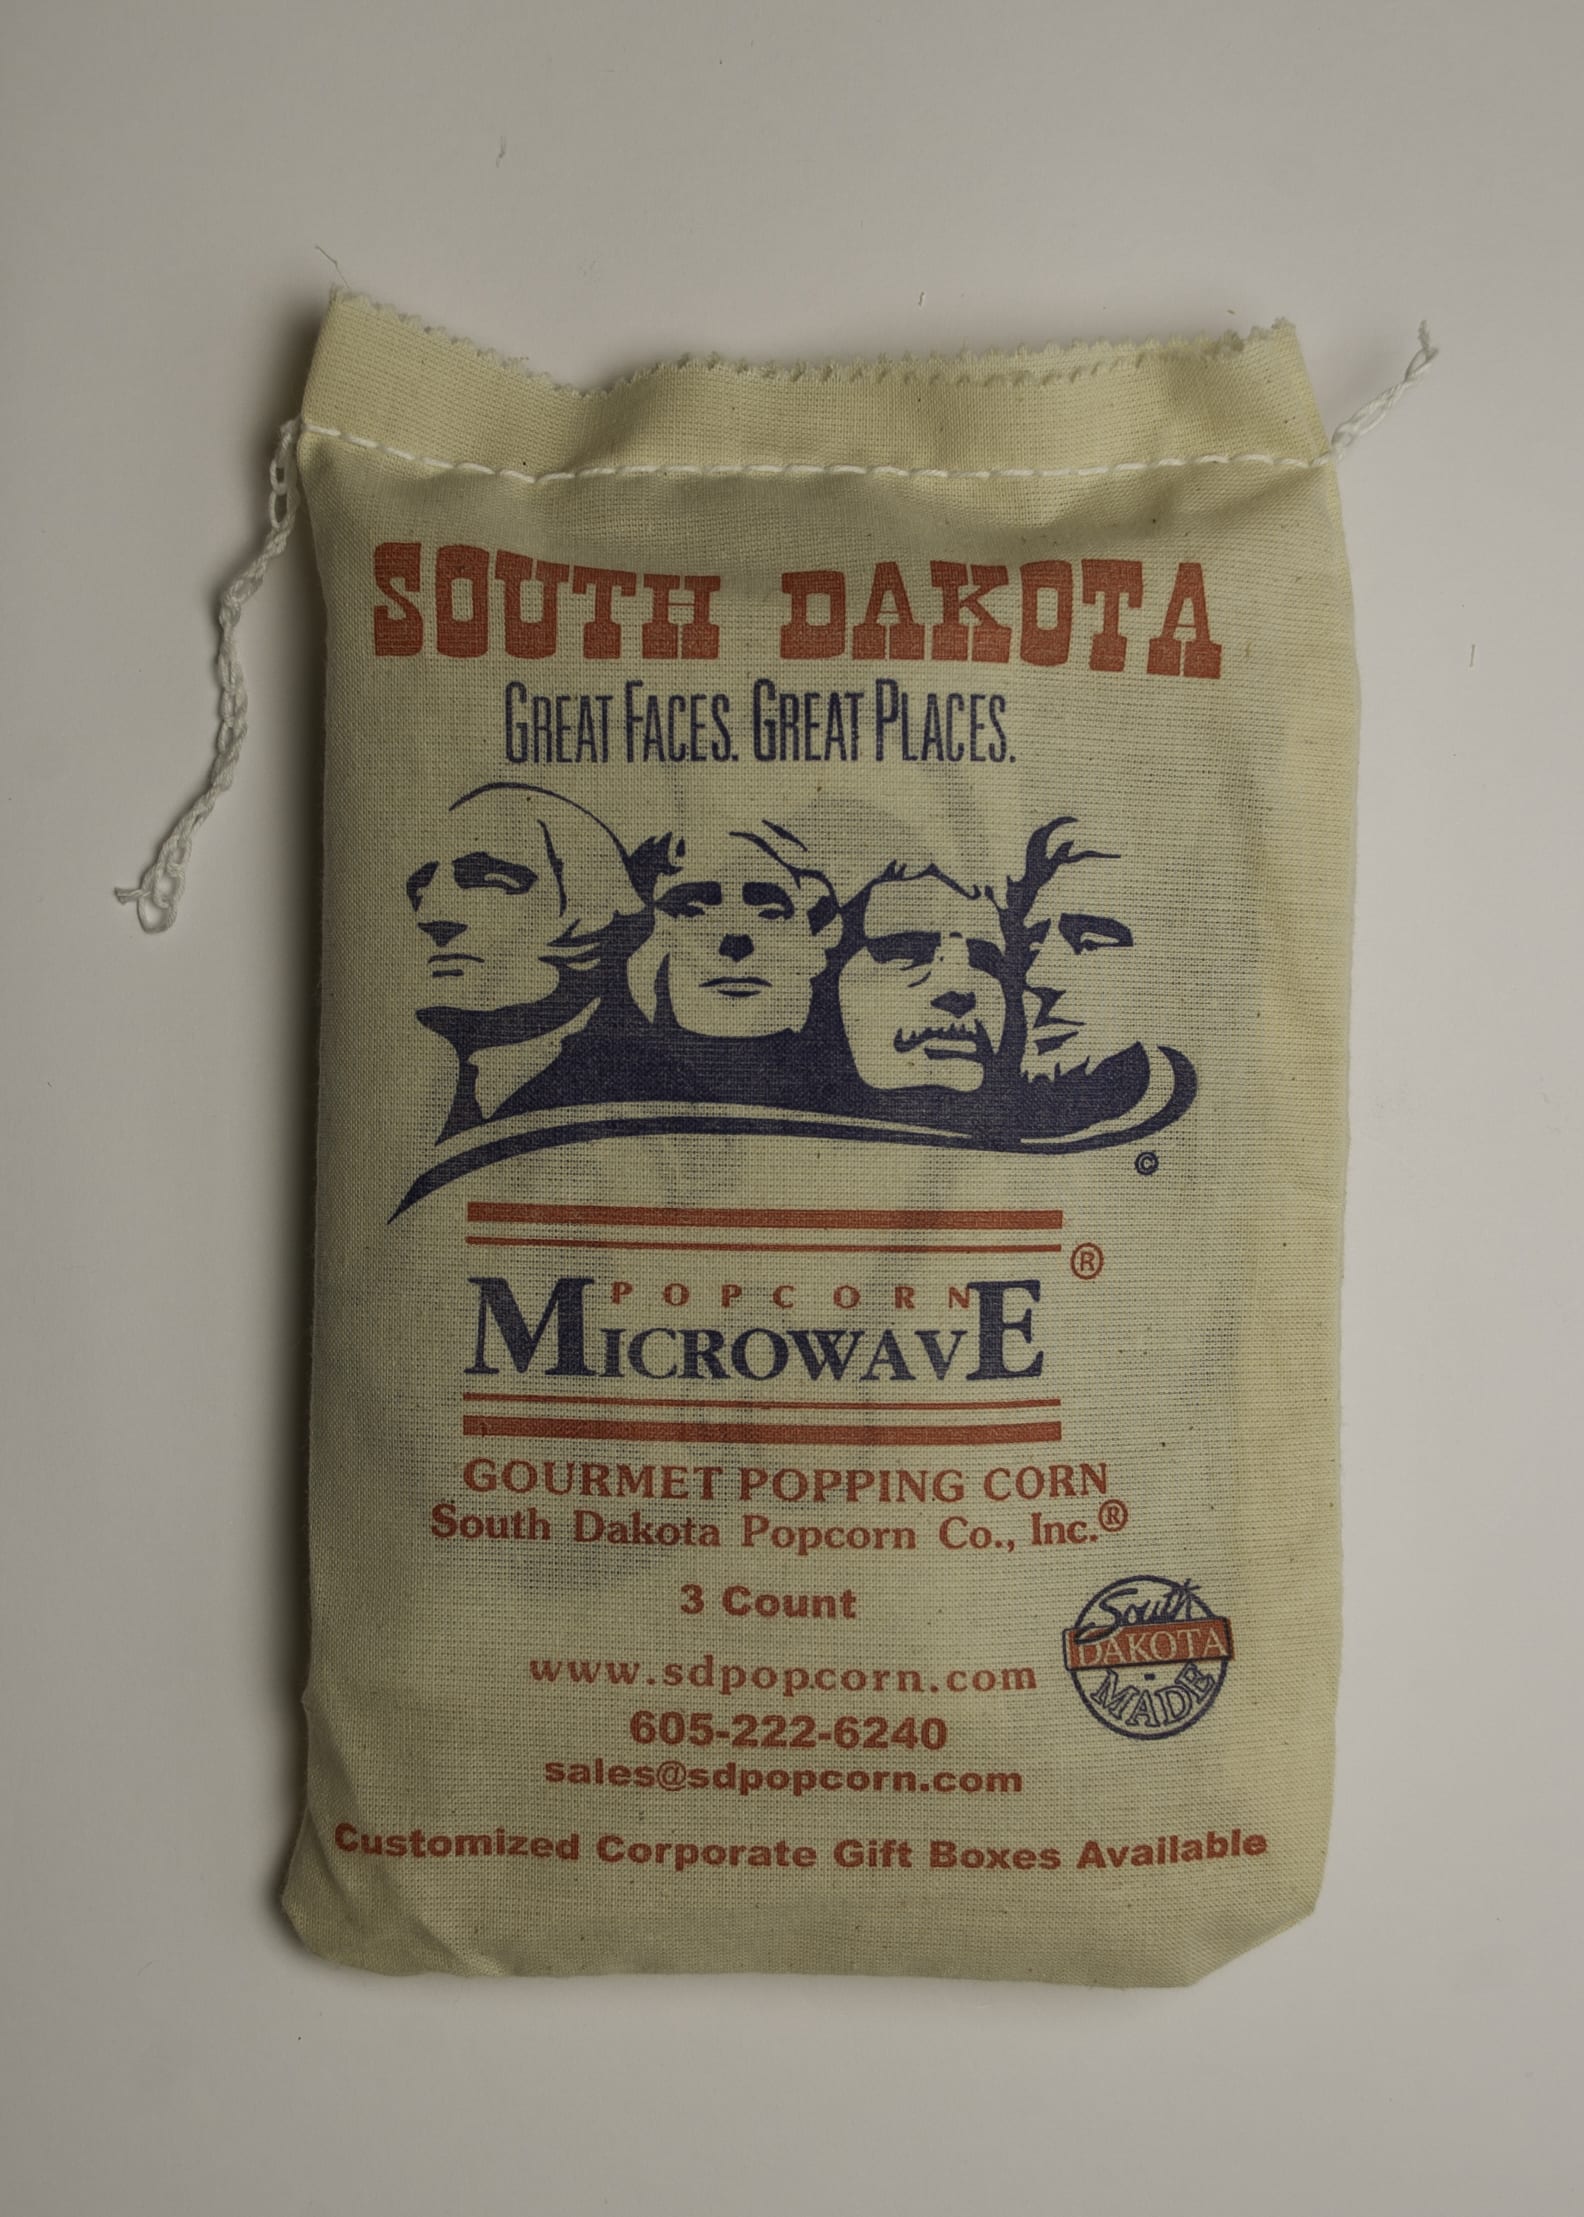 SOUTH DAKOTA
GREAT FACES. GREAT PLACES.
©
®
POPCORN
MICROWAVE
GOURMET POPPING CORN
South Dakota Popcorn Co., Inc.®
3 Count
www.sdpopcorn.com
605-222-6240
sales@sdpopcorn.com
South
DAKOTA
-
MADE
Customized Corporate Gift Boxes Available